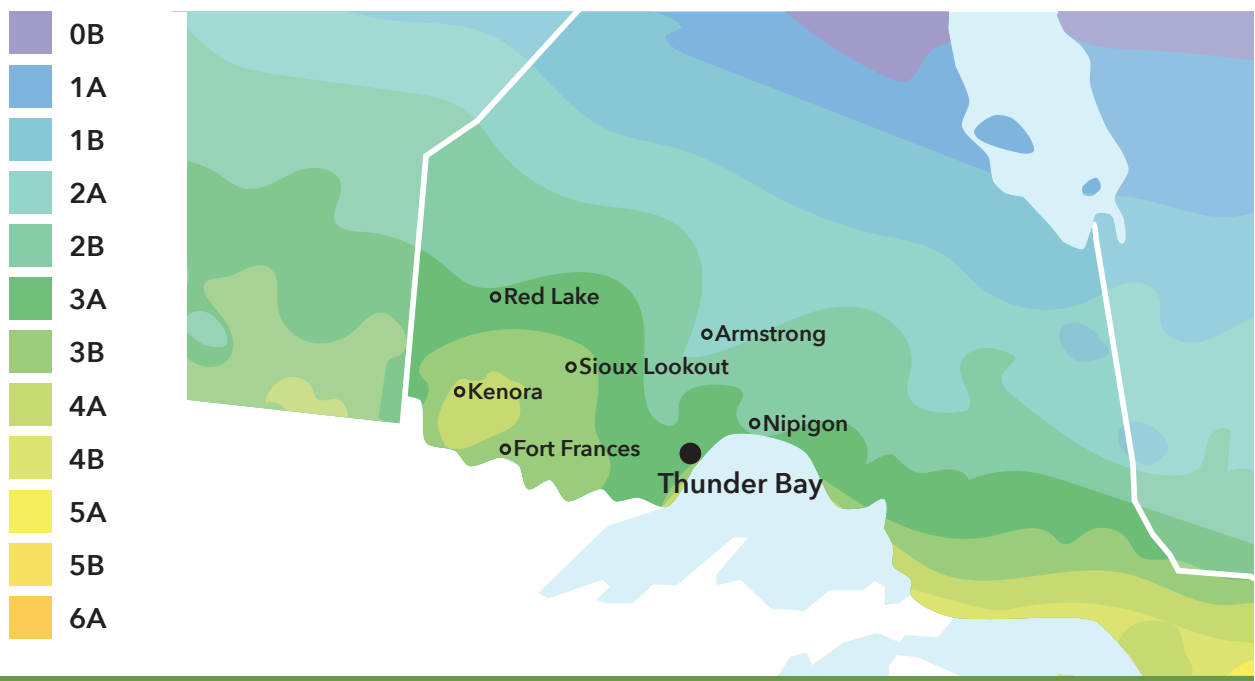 0B
1A
1B
2A
2B
3A
3B
4A
4B
5A
5B
6A
Red Lake
Armstrong
Sioux Lookout
Kenora
Nipigon
Fort Frances
Thunder Bay